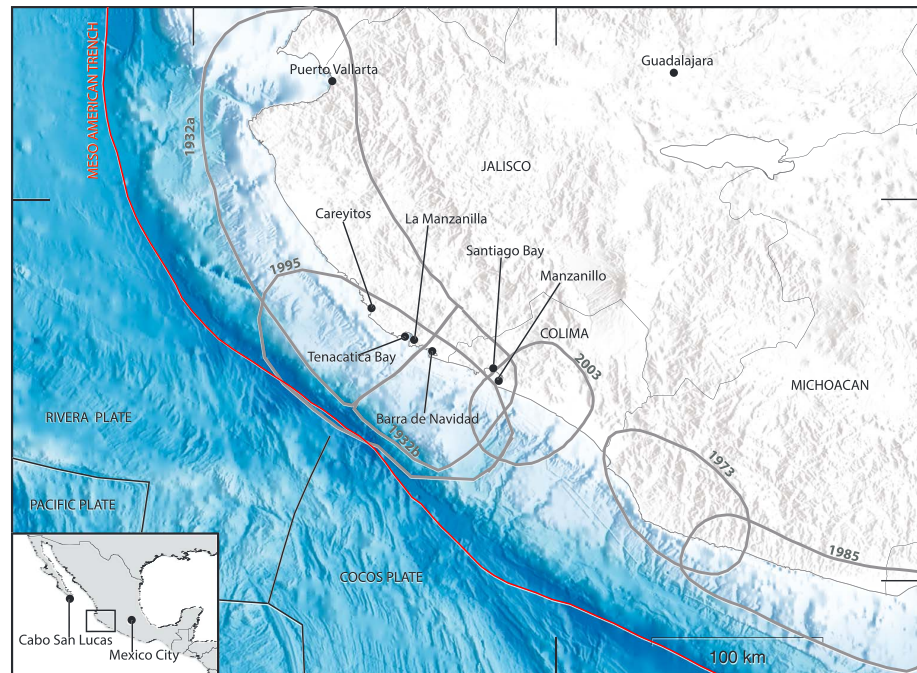 Puerto Vallarta
Guadalajara
MESO AMERICAN TRENCH
1932a
JALISCO
Careyitos
La Manzanilla
Santiago Bay
1995
Manzanillo
COLIMA
Tenacatica Bay
2003
MICHOACAN
RIVERA PLATE
Barra de Navidad
1932b
1973
PACIFIC PLATE
1985
COCOS PLATE
Cabo San Lucas
Mexico City
100 km